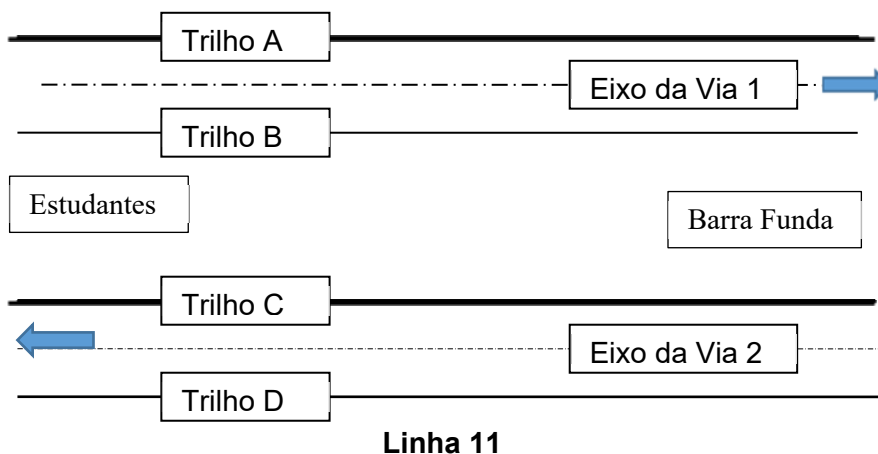 Trilho A
Eixo da Via 1
Trilho B
Estudantes
Barra Funda
Trilho C
Eixo da Via 2
Trilho D
Linha 11